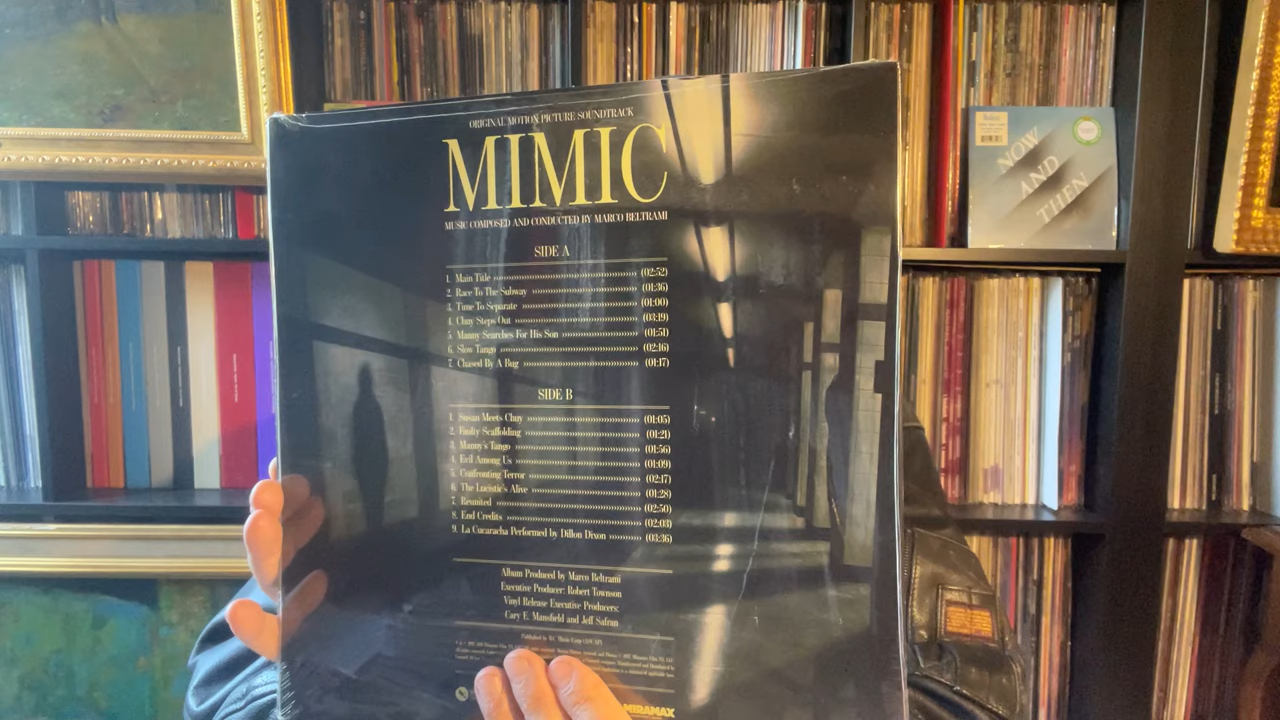 ORIGINAL MOTION PICTURE SOUNDTRACK
MIMIC
MUSIC COMPOSED AND CONDUCTED BY MARCO BELTRAMI
SIDE A
1. Main Title (02:52)
2. Race To The Subway (01:36)
3. Time To Separate (01:00)
4. Chuy Steps Out (03:19)
5. Manny Searches For His Son (01:51)
6. Slow Tango (02:16)
7. Chased By A Bug (01:17)
SIDE B
1. Susan Meets Chuy (01:05)
2. Faulty Scaffolding (01:21)
3. Manny's Tango (01:56)
4. Evil Among Us (01:09)
5. Confronting Terror (02:17)
6. The Lucistic's Alive (01:28)
7. Reunited (02:50)
8. End Credits (02:03)
9. La Cucaracha Performed by Dillon Dixon (03:36)
Album Produced by Marco Beltrami
Executive Producer: Robert Townson
Vinyl Release Executive Producers:
Cary E. Mansfield and Jeff Safran
MIRAMAX
NOW
AND
THEN